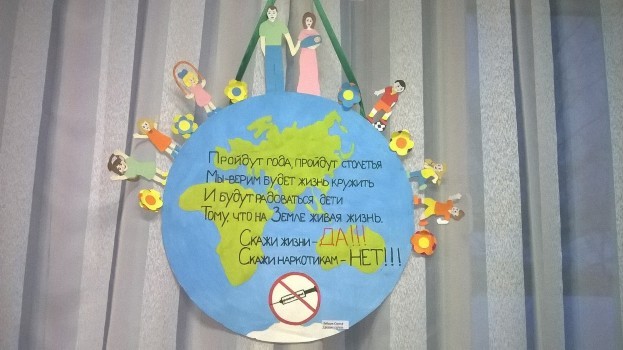 Пройдут года, пройдут столетья
Мы-верим будет жизнь кружить
И будут радоваться дети
Тому, что на Земле живая жизнь.
Скажи жизни - ДА!!!
Скажи наркотикам - НЕТ!!!